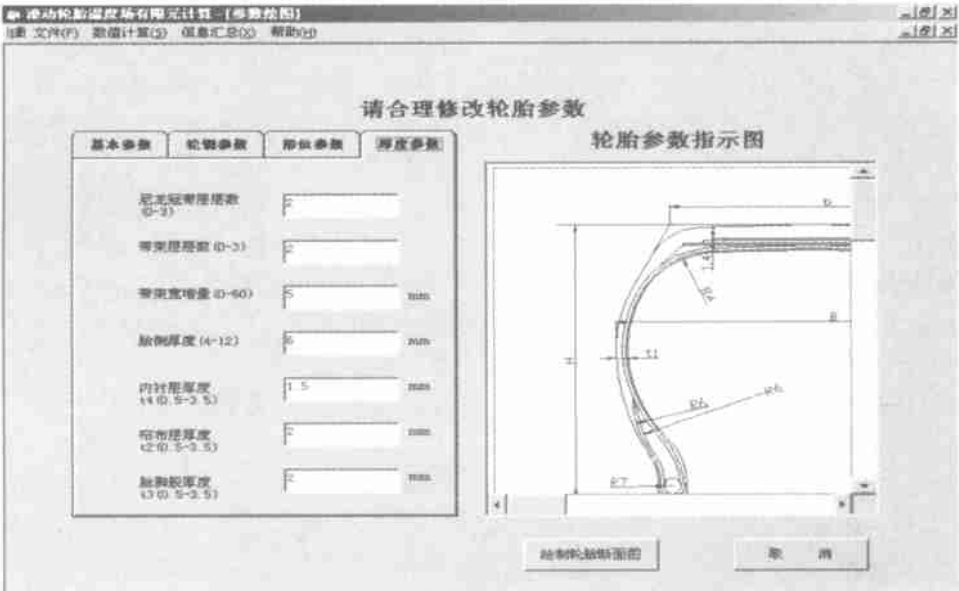 滚动轮胎温度场有限元计算-[参数绘图]
文件(F) 数值计算(S) 信息汇总(X) 帮助(H)
请合理修改轮胎参数
基本参数 轮辋参数 形似参数 厚度参数
轮胎参数指示图
尼龙冠带层层数
(0-3)
2
带束层层数(0-3)
2
带束宽增量(0-60)
5
mm
胎侧厚度(4-12)
6
mm
内衬层厚度
t4(0.5-3.5)
1.5
mm
帘布层厚度
t2(0.5-3.5)
2
mm
t3(0.5-3.5)
2
mm
b
R4
B
H
t1
R6
R6
R7
绘制轮胎断面图
取 消